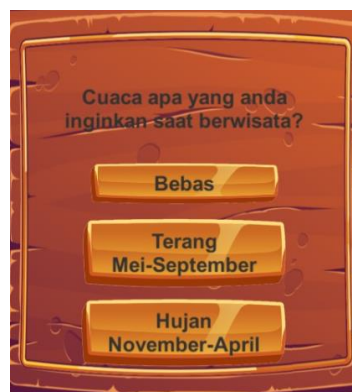 Cuaca apa yang anda
inginkan saat berwisata?
Bebas
Terang
Mei-September
Hujan
November-April